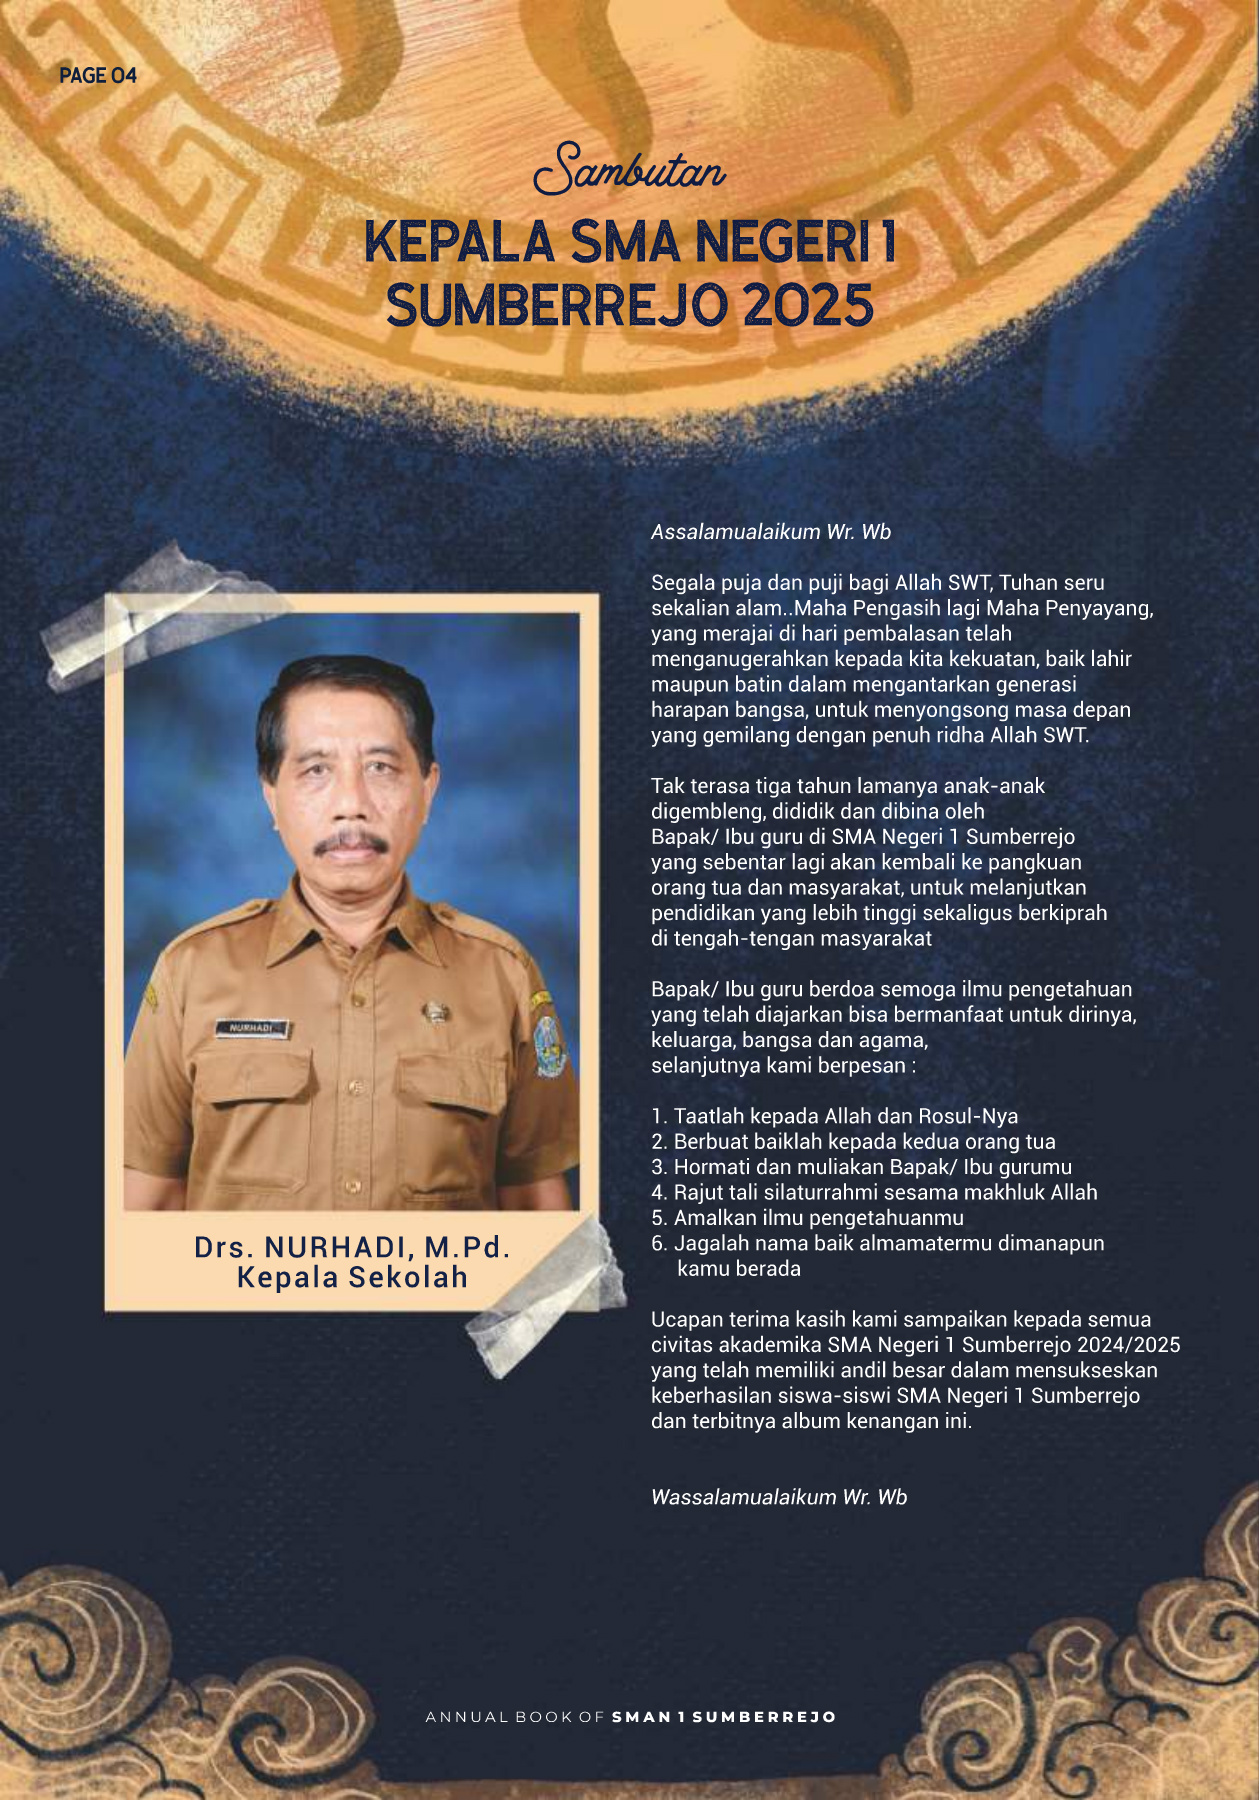 PAGE 04
Sambutan
KEPALA SMA NEGERI 1
SUMBERREJO 2025
Assalamualaikum Wr. Wb
Segala puja dan puji bagi Allah SWT, Tuhan seru
sekalian alam..Maha Pengasih lagi Maha Penyayang,
yang merajai di hari pembalasan telah
menganugerahkan kepada kita kekuatan, baik lahir
maupun batin dalam mengantarkan generasi
harapan bangsa, untuk menyongsong masa depan
yang gemilang dengan penuh ridha Allah SWT.
Tak terasa tiga tahun lamanya anak-anak
digembleng, dididik dan dibina oleh
Bapak/ Ibu guru di SMA Negeri 1 Sumberrejo
yang sebentar lagi akan kembali ke pangkuan
orang tua dan masyarakat, untuk melanjutkan
pendidikan yang lebih tinggi sekaligus berkiprah
di tengah-tengan masyarakat
Bapak/ Ibu guru berdoa semoga ilmu pengetahuan
yang telah diajarkan bisa bermanfaat untuk dirinya,
keluarga, bangsa dan agama,
selanjutnya kami berpesan :
1. Taatlah kepada Allah dan Rosul-Nya
2. Berbuat baiklah kepada kedua orang tua
3. Hormati dan muliakan Bapak/ Ibu gurumu
4. Rajut tali silaturrahmi sesama makhluk Allah
5. Amalkan ilmu pengetahuanmu
6. Jagalah nama baik almamatermu dimanapun
kamu berada
Ucapan terima kasih kami sampaikan kepada semua
civitas akademika SMA Negeri 1 Sumberrejo 2024/2025
yang telah memiliki andil besar dalam mensukseskan
keberhasilan siswa-siswi SMA Negeri 1 Sumberrejo
dan terbitnya album kenangan ini.
Wassalamualaikum Wr. Wb
NURHADI
Drs. NURHADI, M.Pd.
Kepala Sekolah
ANNUAL BOOK OF SMAN 1 SUMBERREJO